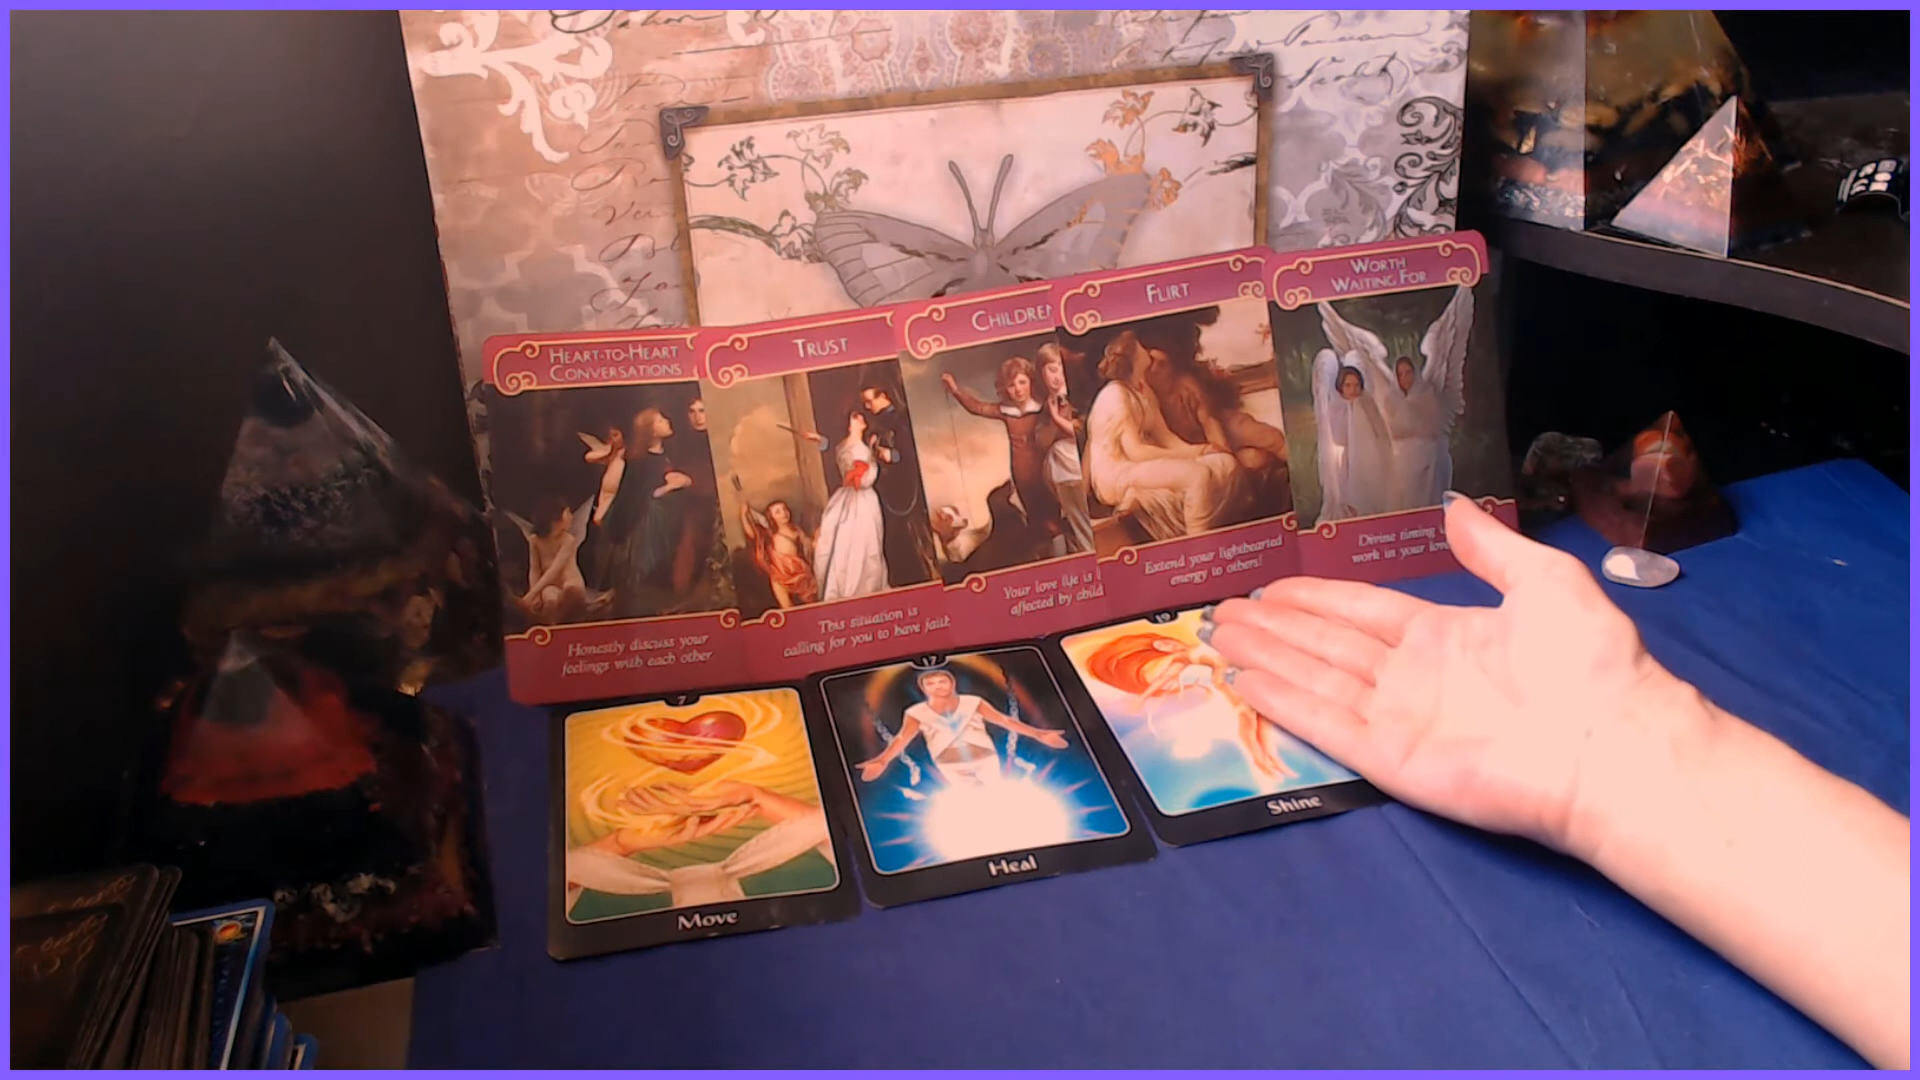 HEART-TO-HEART
CONVERSATIONS
Honestly discuss your
feelings with each other
TRUST
This situation is
calling for you to have faith
CHILDREN
Your love life is
affected by child
FLIRT
Extend your lighthearted
energy to others!
WORTH
WAITING FOR
Divine timing
work in your love
7
Move
17
Heal
19
Shine